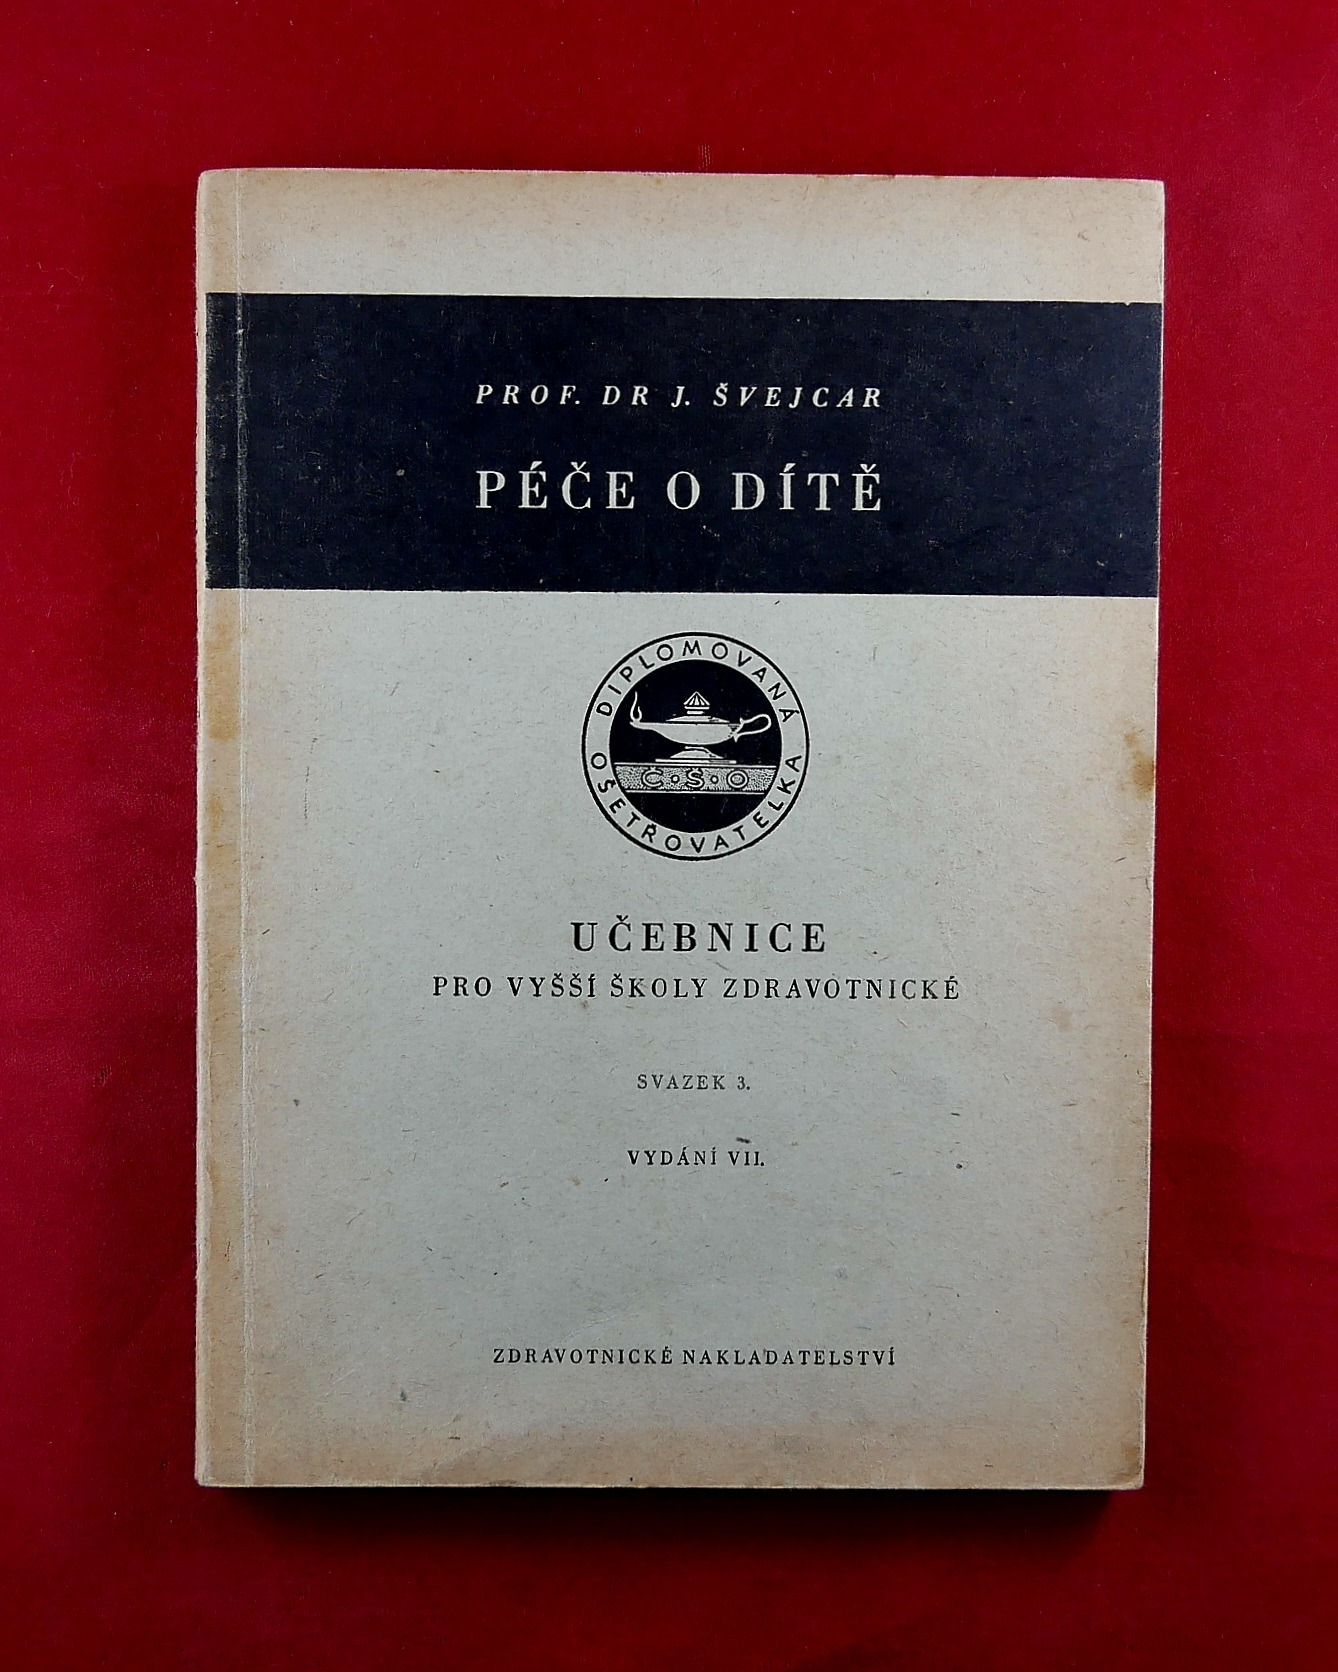 PROF. DR J. ŠVEJCAR
PÉČE O DÍTĚ
DIPLOMOVANÁ
OŠETŘOVATELKA
Č•Š•O
UČEBNICE
PRO VYŠŠÍ ŠKOLY ZDRAVOTNICKÉ
SVAZEK 3.
VYDÁNÍ VII.
ZDRAVOTNICKÉ NAKLADATELSTVÍ